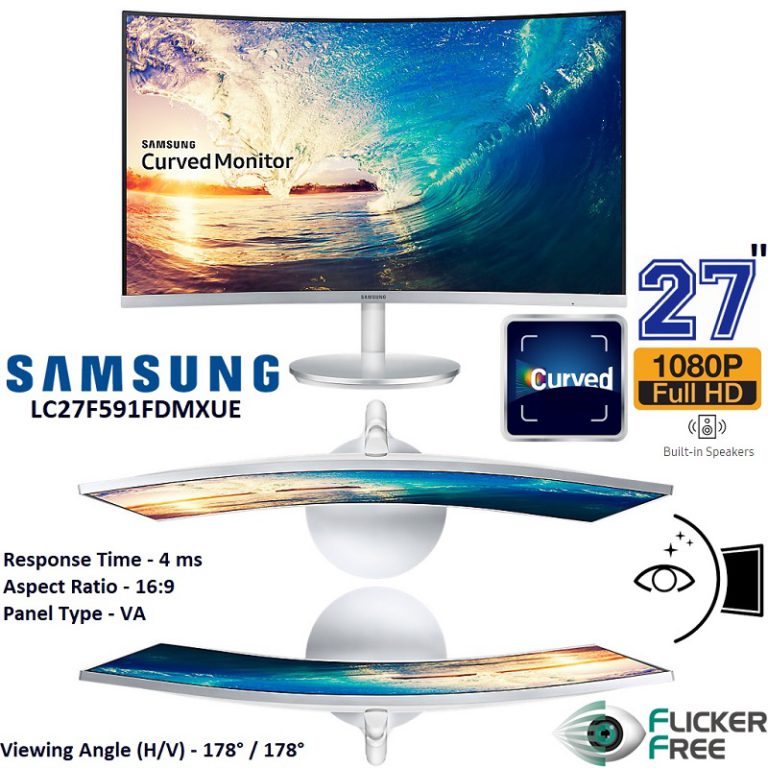 SAMSUNG
Curved Monitor
SAMSUNG
27"
Curved
1080P
Full HD
Built-in Speakers
SAMSUNG
LC27F591FDMXUE
Response Time - 4 ms
Aspect Ratio - 16:9
Panel Type - VA
Viewing Angle (H/V) - 178° / 178°
FLICKER
FREE